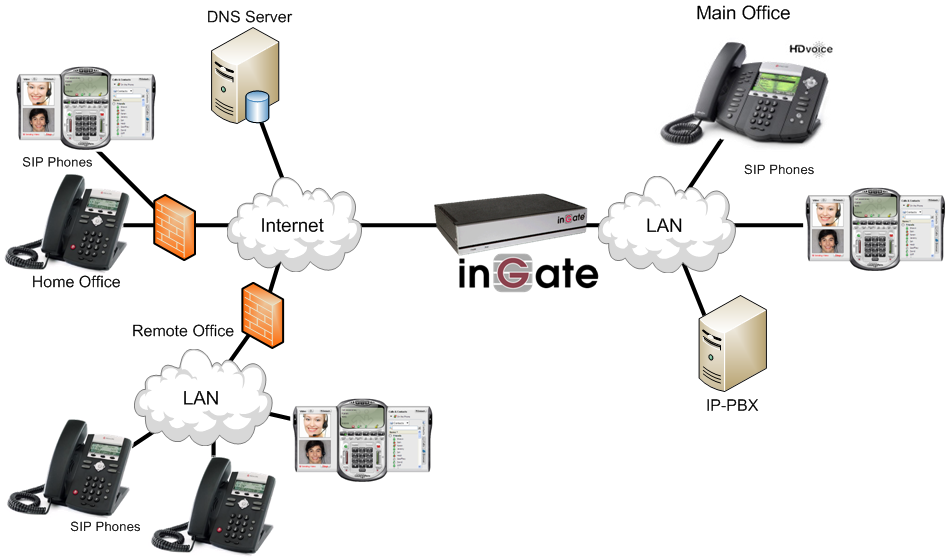 DNS Server
Main Office
HDvoice
SIP Phones
SIP Phones
Internet
inGate
LAN
Home Office
inGate
Remote Office
LAN
IP-PBX
SIP Phones